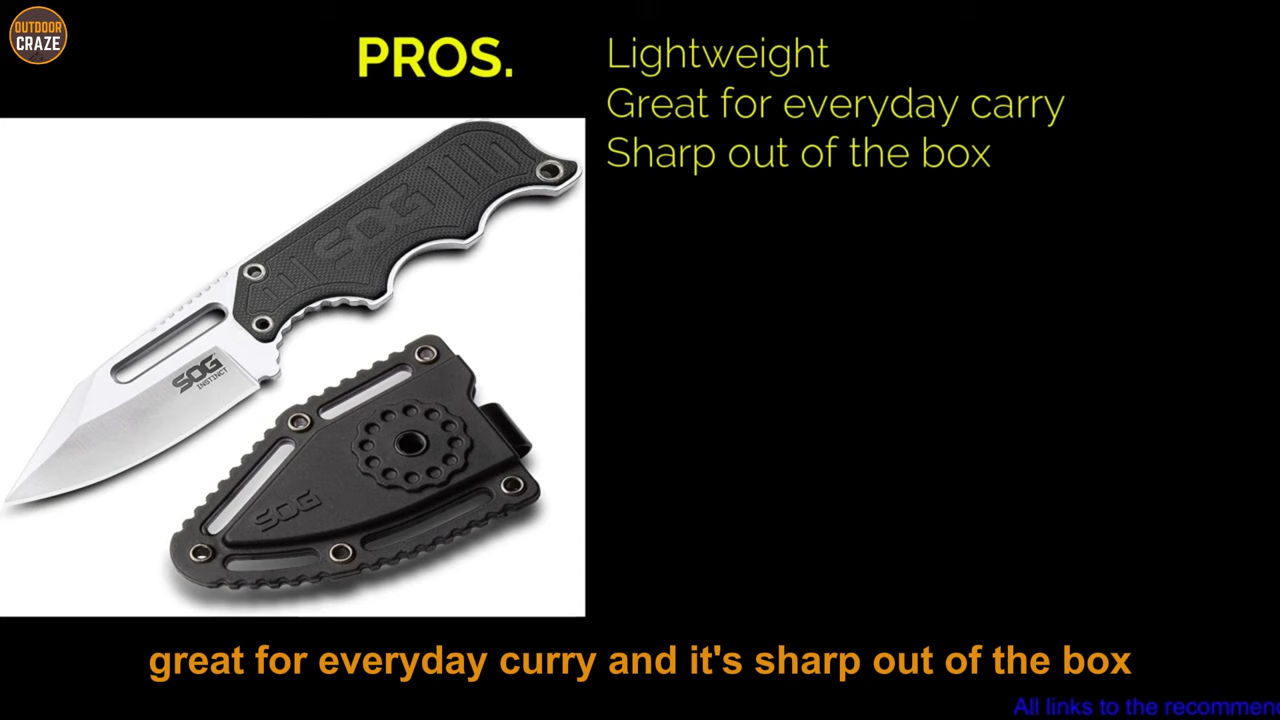 OUTDOOR
CRAZE
PROS.
Lightweight
Great for everyday carry
Sharp out of the box
SOG
SOG
INSTINCT
SOG
great for everyday curry and it's sharp out of the box
All links to the recommen